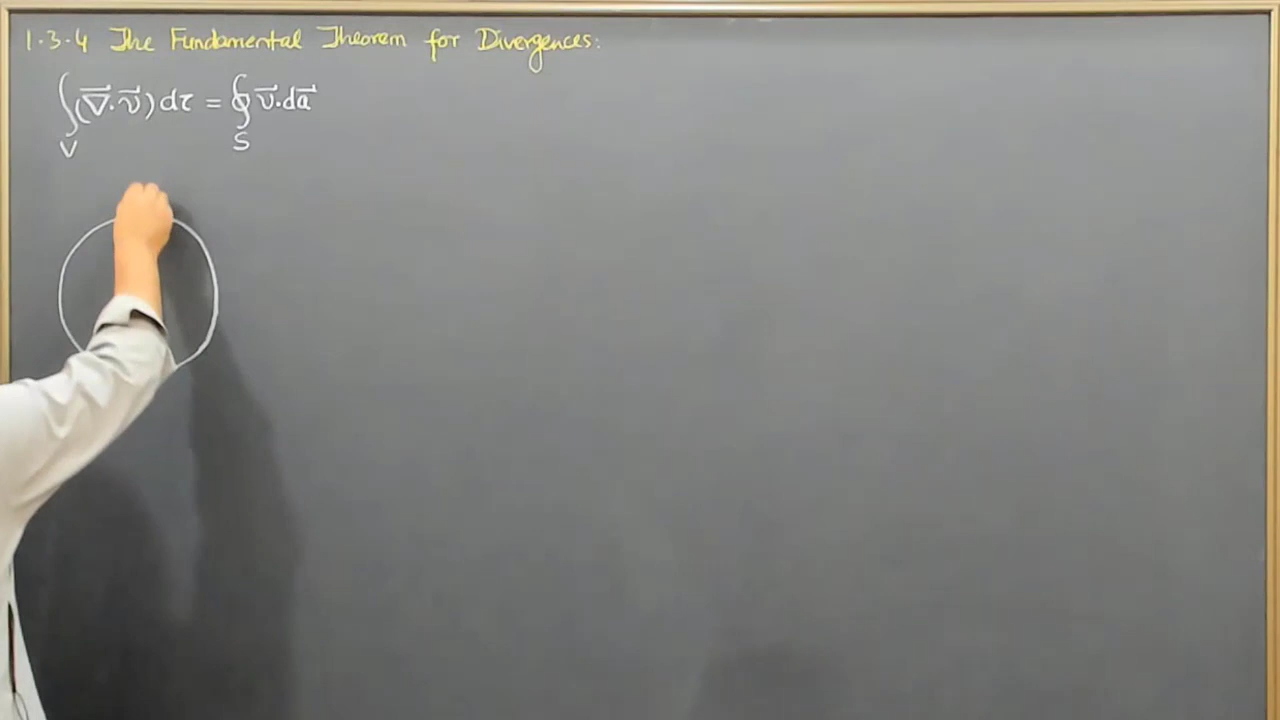 1.3.4 The Fundamental Theorem for Divergences:
∫(∇⃗·v⃗)dτ = ∮v⃗·da⃗
V S